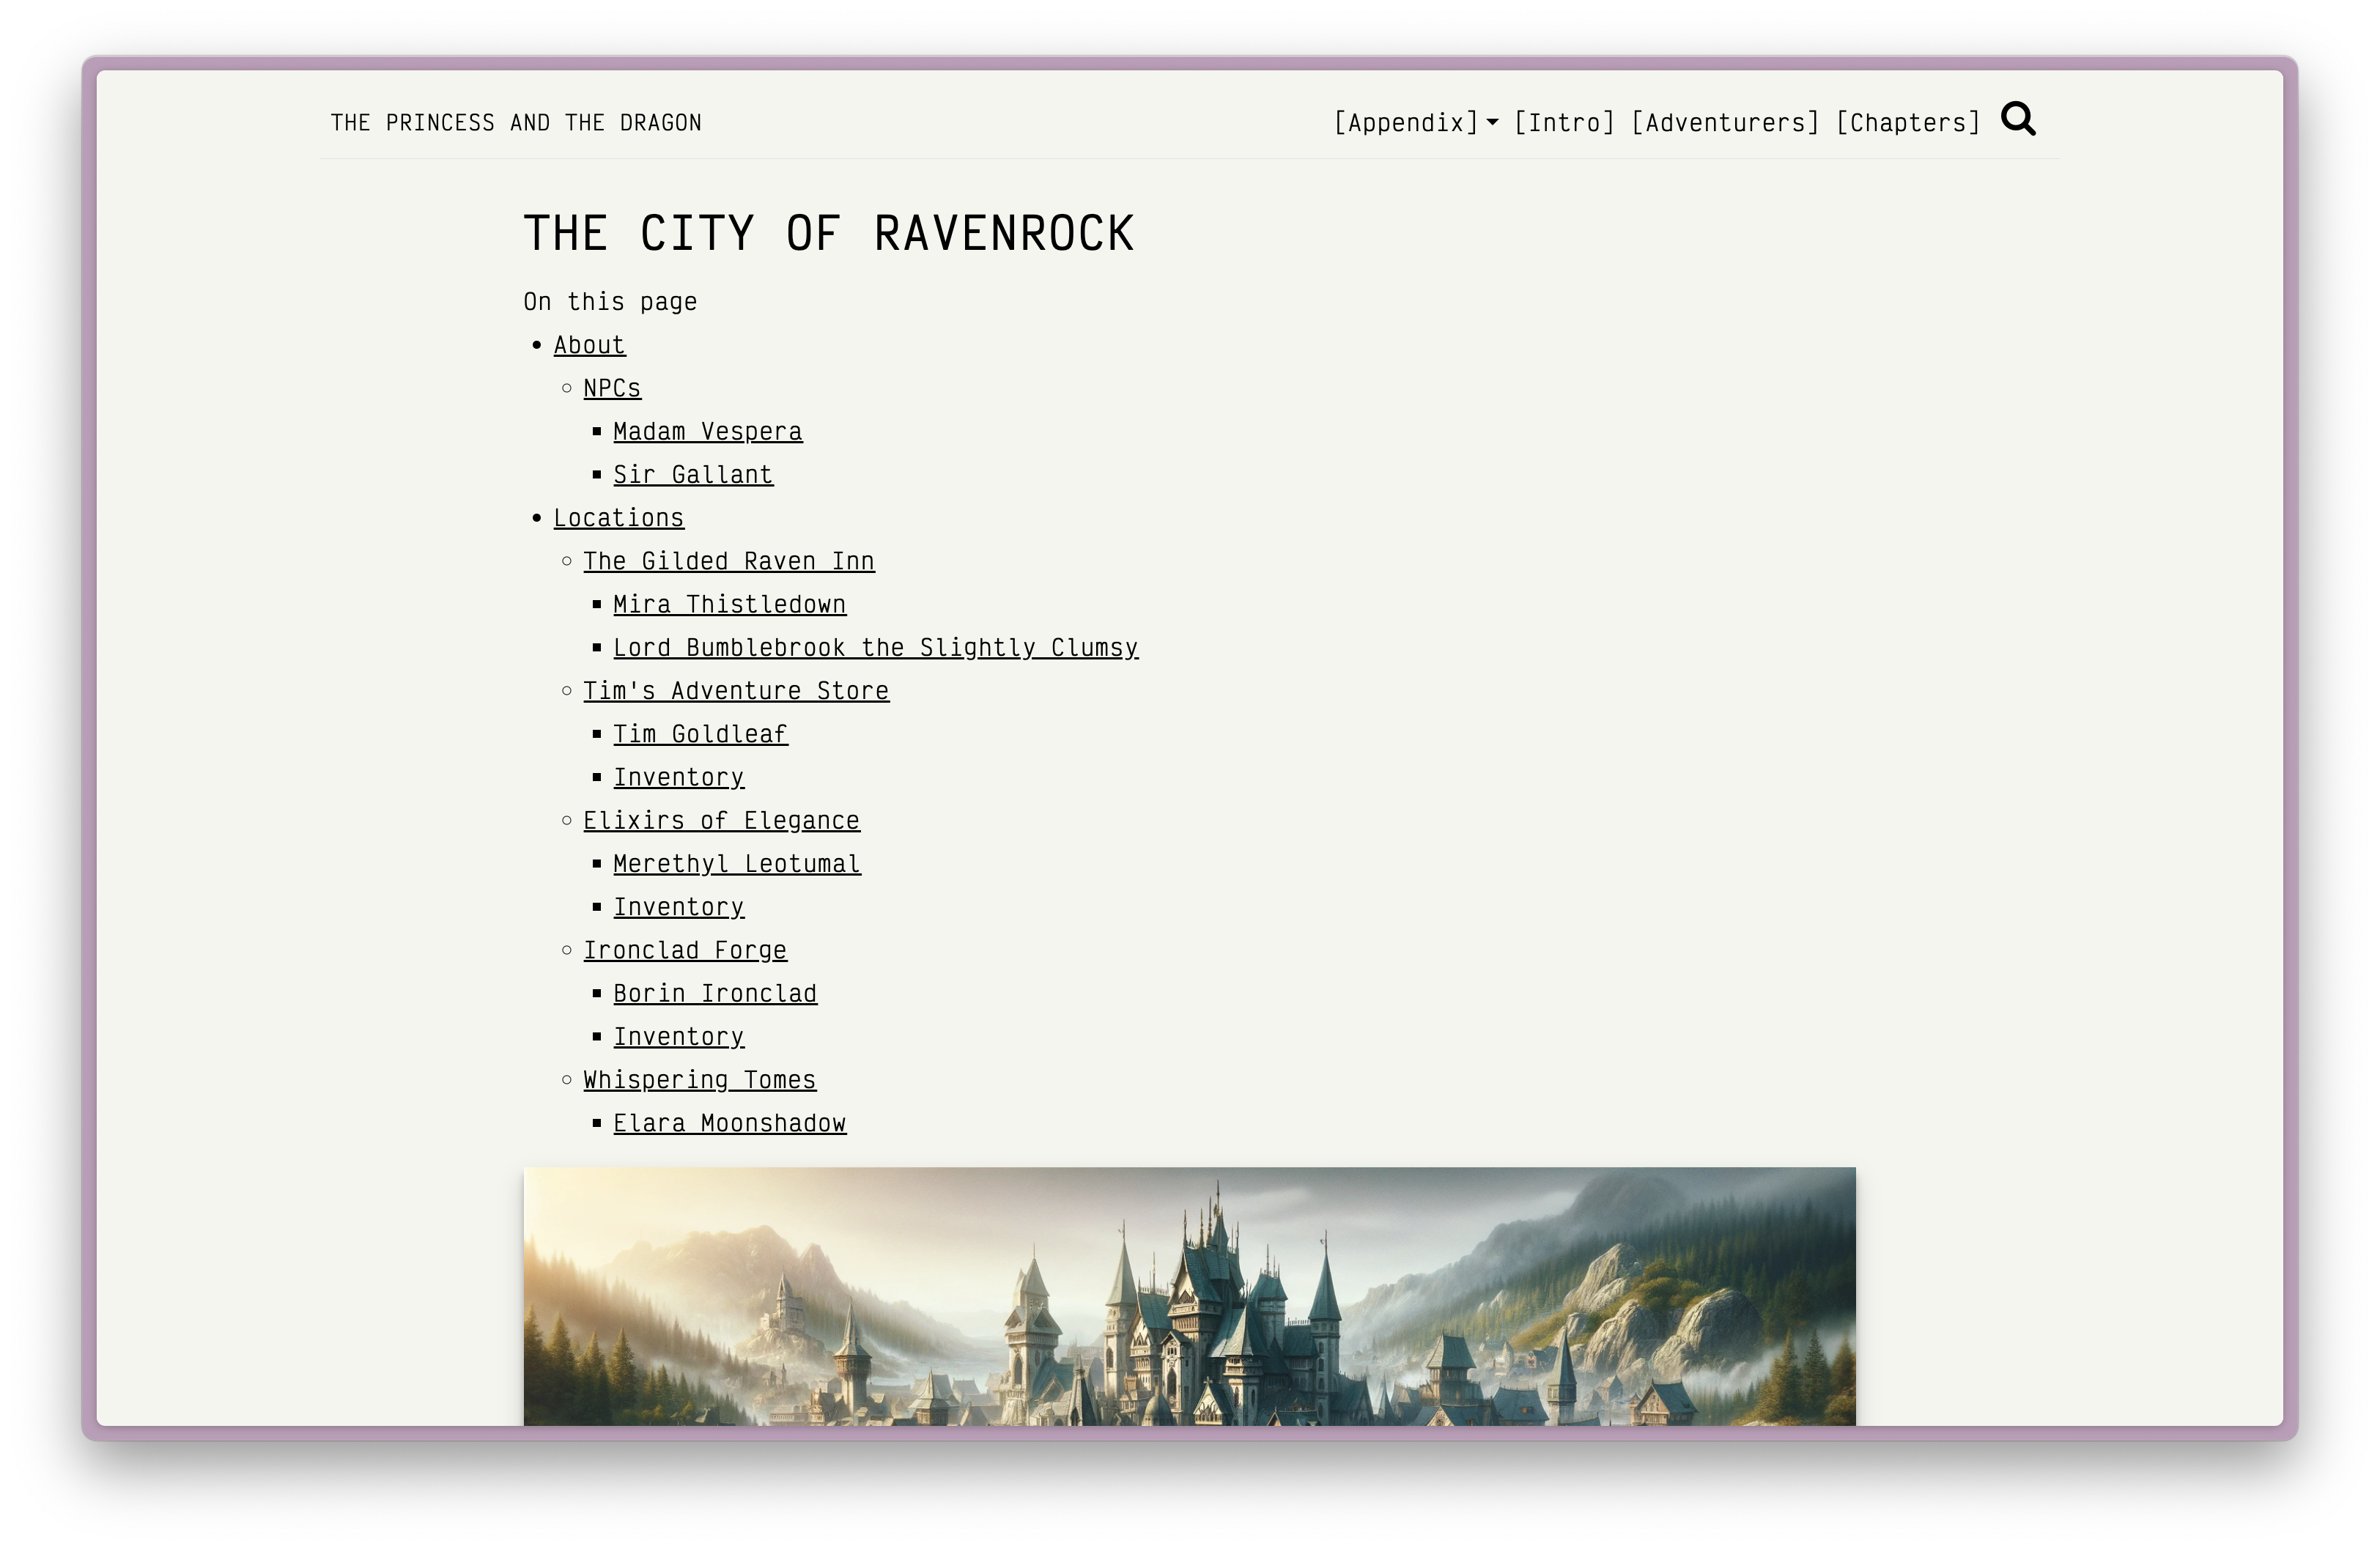 THE PRINCESS AND THE DRAGON
[Appendix] [Intro] [Adventurers] [Chapters]
THE CITY OF RAVENROCK
On this page
About
NPCs
Madam Vespera
Sir Gallant
Locations
The Gilded Raven Inn
Mira Thistledown
Lord Bumblebrook the Slightly Clumsy
Tim's Adventure Store
Tim Goldleaf
Inventory
Elixirs of Elegance
Merethyl Leotumal
Inventory
Ironclad Forge
Borin Ironclad
Inventory
Whispering Tomes
Elara Moonshadow